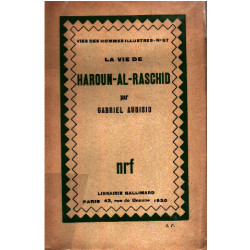 VIES DES HOMMES ILLUSTRES - N° 57
LA VIE DE
HAROUN-AL-RASCHID
par
GABRIEL AUDISIO
nrf
LIBRAIRIE GALLIMARD
PARIS 43, rue de Beaune 1930
S. P.